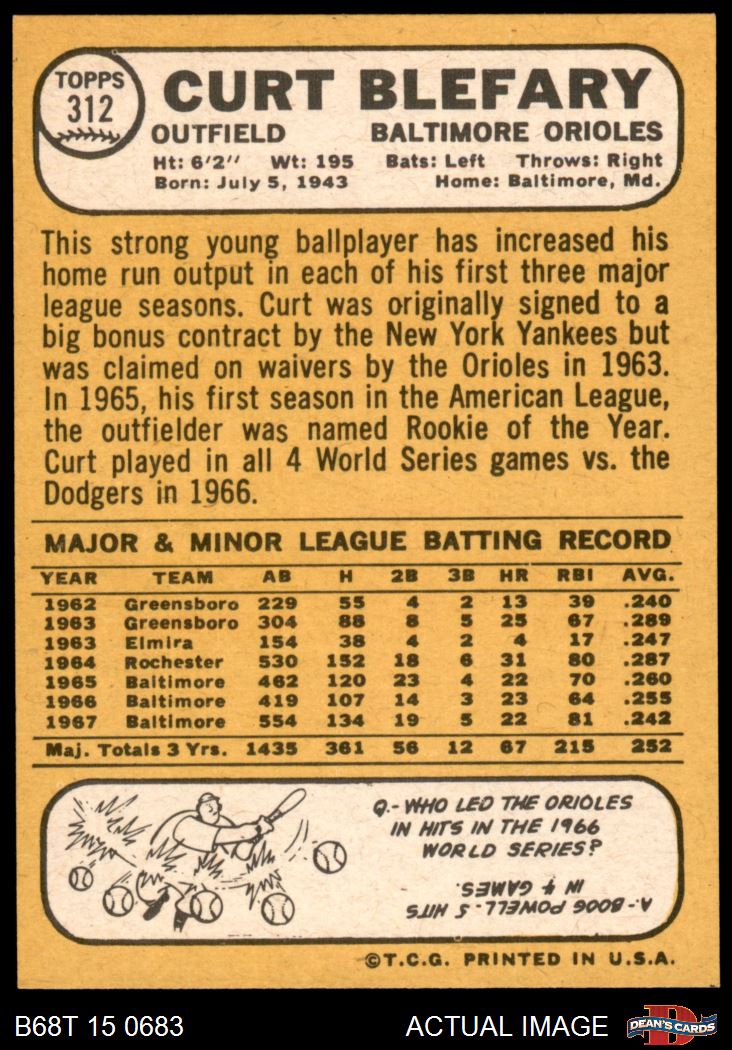 TOPPS
312
CURT BLEFARY
OUTFIELD BALTIMORE ORIOLES
Ht: 6'2" Wt: 195 Bats: Left Throws: Right
Born: July 5, 1943 Home: Baltimore, Md.
This strong young ballplayer has increased his
home run output in each of his first three major
league seasons. Curt was originally signed to a
big bonus contract by the New York Yankees but
was claimed on waivers by the Orioles in 1963.
In 1965, his first season in the American League,
the outfielder was named Rookie of the Year.
Curt played in all 4 World Series games vs. the
Dodgers in 1966.
MAJOR & MINOR LEAGUE BATTING RECORD
YEAR TEAM AB H 2B 3B HR RBI AVG.
1962 Greensboro 229 55 4 2 13 39 .240
1963 Greensboro 304 88 8 5 25 67 .289
1963 Elmira 154 38 4 2 4 17 .247
1964 Rochester 530 152 18 6 31 80 .287
1965 Baltimore 462 120 23 4 22 70 .260
1966 Baltimore 419 107 14 3 23 64 .255
1967 Baltimore 554 134 19 5 22 81 .242
Maj. Totals 3 Yrs. 1435 361 56 12 67 215 252
Q.- WHO LED THE ORIOLES
IN HITS IN THE 1966
WORLD SERIES?
A- BOOG POWELL - 5 HITS
IN 4 GAMES.
©T.C.G. PRINTED IN U.S.A.
B68T 15 0683 ACTUAL IMAGE
D
DEAN'S CARDS